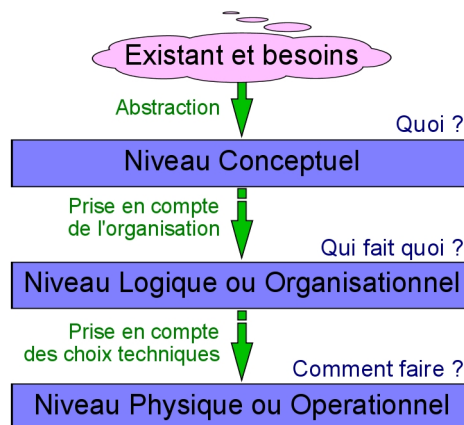 Existant et besoins
Abstraction
Quoi ?
Niveau Conceptuel
Prise en compte
de l'organisation
Qui fait quoi ?
Niveau Logique ou Organisationnel
Prise en compte
des choix techniques
Comment faire ?
Niveau Physique ou Operationnel